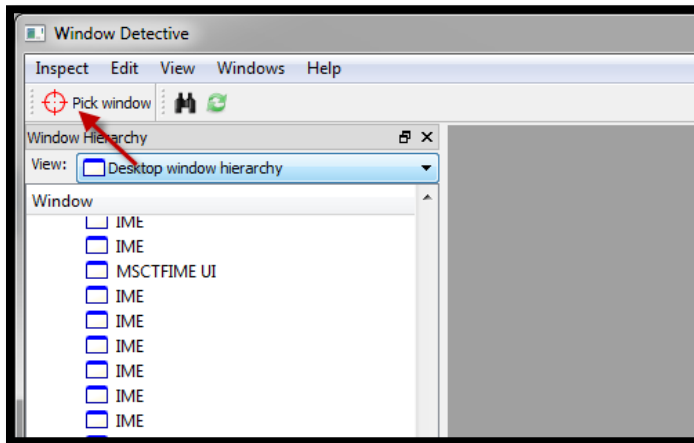 Window Detective
Inspect Edit View Windows Help
Pick window
Window Hierarchy
View: Desktop window hierarchy
Window
IME
IME
MSCTFIME UI
IME
IME
IME
IME
IME
IME